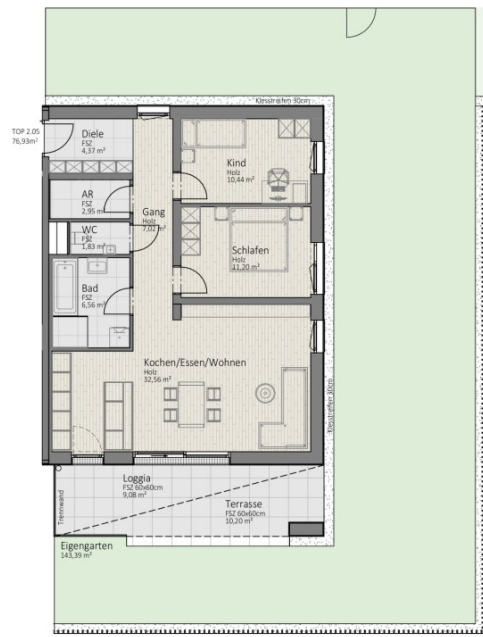 Kiesstreifen 30cm
TOP 2.05
76,93m²
Diele
FSZ
4,37 m²
Kind
Holz
10,44 m²
AR
FSZ
2,95 m²
Gang
Holz
7,02 m²
WC
FSZ
1,83 m²
Schlafen
Holz
11,20 m²
Bad
FSZ
6,56 m²
Kochen/Essen/Wohnen
Holz
32,56 m²
Kiesstreifen 30cm
Loggia
FSZ 60x60cm
9,08 m²
Terrasse
FSZ 60x60cm
10,20 m²
Trennwand
Eigengarten
143,39 m²